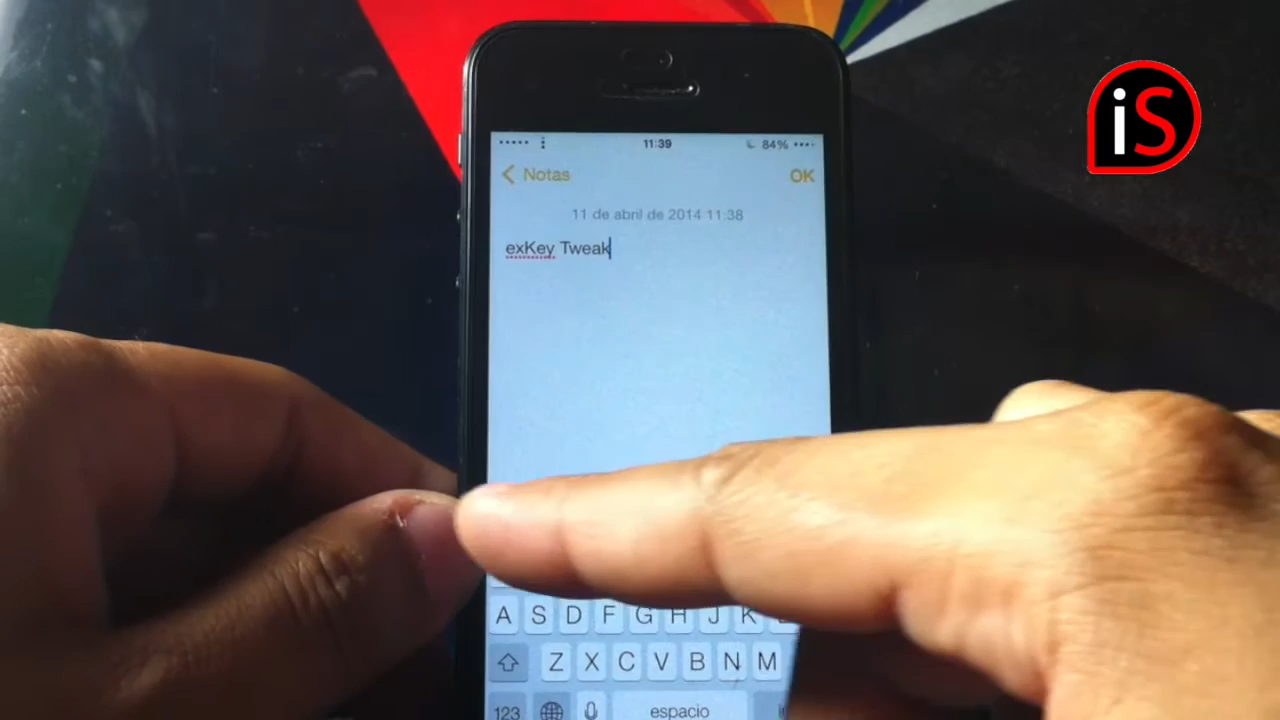 iS
11:39
84%
Notas
OK
11 de abril de 2014 11:38
exKey Tweak
A S D F G H J K
Z X C V B N M
123
espacio